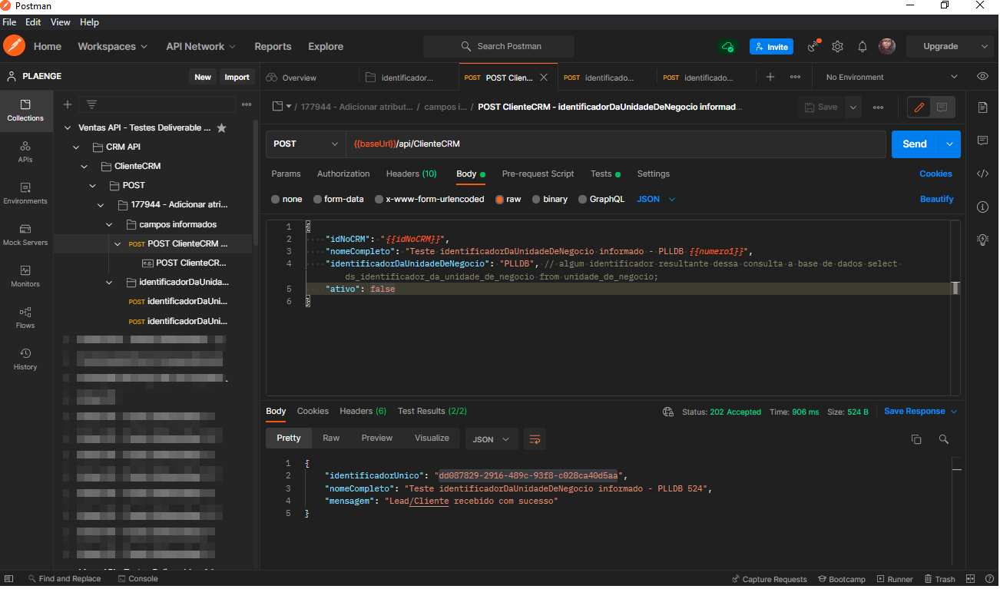 Postman
File Edit View Help
Home Workspaces API Network Reports Explore Search Postman Invite Upgrade
PLAENGE New Import Overview identificador... POST POST Clien... POST identificado... POST identificado... No Environment
Collections
APIs
Environments
Mock Servers
Monitors
Flows
History
Ventas API - Testes Deliverable ...
CRM API
ClienteCRM
POST
177944 - Adicionar atri...
campos informados
POST POST ClienteCRM ...
e.g. POST ClienteCR...
identificadorDaUnida...
POST identificadorDaUni...
POST identificadorDaUni...
/ 177944 - Adicionar atribut... / campos i... / POST ClienteCRM - identificadorDaUnidadeDeNegocio informad... Save
POST {{baseUrl}}/api/ClienteCRM Send
Params Authorization Headers (10) Body Pre-request Script Tests Settings Cookies
none form-data x-www-form-urlencoded raw binary GraphQL JSON Beautify
1 {
2 "idNoCRM": "{{idNoCRM}}",
3 "nomeCompleto": "Teste identificadorDaUnidadeDeNegocio informado - PLLDB {{numero1}}",
4 "identificadorDaUnidadeDeNegocio": "PLLDB", // algum identificador resultante dessa consulta a base de dados select
ds_identificador_da_unidade_de_negocio from unidade_de_negocio;
5 "ativo": false
6 }
Body Cookies Headers (6) Test Results (2/2) Status: 202 Accepted Time: 906 ms Size: 524 B Save Response
Pretty Raw Preview Visualize JSON
1 {
2 "identificadorUnico": "dd087829-2916-489c-93f8-c028ca40d5aa",
3 "nomeCompleto": "Teste identificadorDaUnidadeDeNegocio informado - PLLDB 524",
4 "mensagem": "Lead/Cliente recebido com sucesso"
5 }
Find and Replace Console Capture Requests Bootcamp Runner Trash